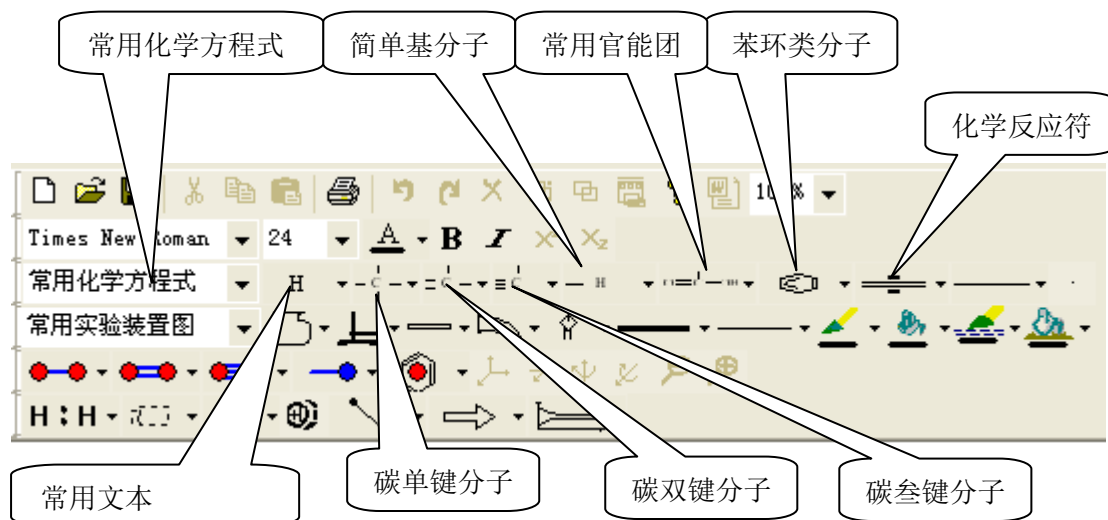 常用化学方程式
简单基分子
常用官能团
苯环类分子
化学反应符
Times New Roman 24 A B I X X₂
常用化学方程式 H C C C H
常用实验装置图
H:H
常用文本
碳单键分子
碳双键分子
碳叁键分子